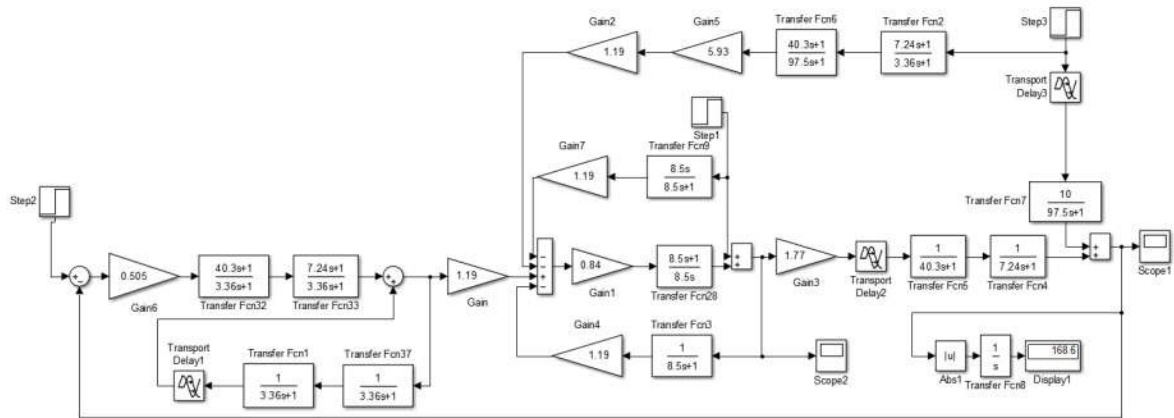 Step3
Transfer Fcn2
7.24s+1
3.36s+1
Transfer Fcn6
40.3s+1
97.5s+1
Gain5
5.93
Gain2
1.19
Transport
Delay3
Step1
Gain7
1.19
Transfer Fcn9
8.5s
8.5s+1
10
97.5s+1
Transfer Fcn7
Step2
0.505
Gain6
40.3s+1
3.36s+1
Transfer Fcn32
7.24s+1
3.36s+1
Transfer Fcn33
1.19
Gain
0.84
Gain1
8.5s+1
8.5s
Transfer Fcn28
1.77
Gain3
Transport
Delay2
1
40.3s+1
Transfer Fcn5
1
7.24s+1
Transfer Fcn4
Scope1
Gain4
1.19
Transfer Fcn3
1
8.5s+1
Scope2
Transport
Delay1
Transfer Fcn1
1
3.36s+1
Transfer Fcn37
1
3.36s+1
|u|
Abs1
1
s
Transfer Fcn8
168.6
Display1